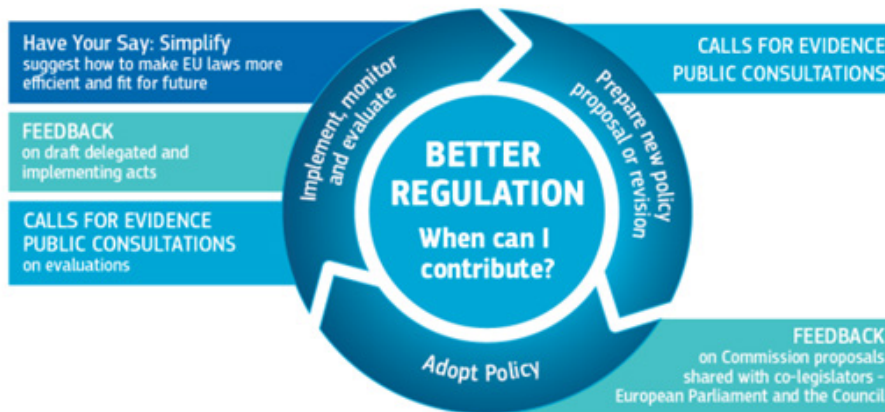 Have Your Say: Simplify
suggest how to make EU laws more
efficient and fit for future
FEEDBACK
on draft delegated and
implementing acts
CALLS FOR EVIDENCE
PUBLIC CONSULTATIONS
on evaluations
Implement, monitor
and evaluate
BETTER
REGULATION
When can I
contribute?
Prepare new policy
proposal or revision
Adopt Policy
CALLS FOR EVIDENCE
PUBLIC CONSULTATIONS
FEEDBACK
on Commission proposals
shared with co-legislators -
European Parliament and the Council